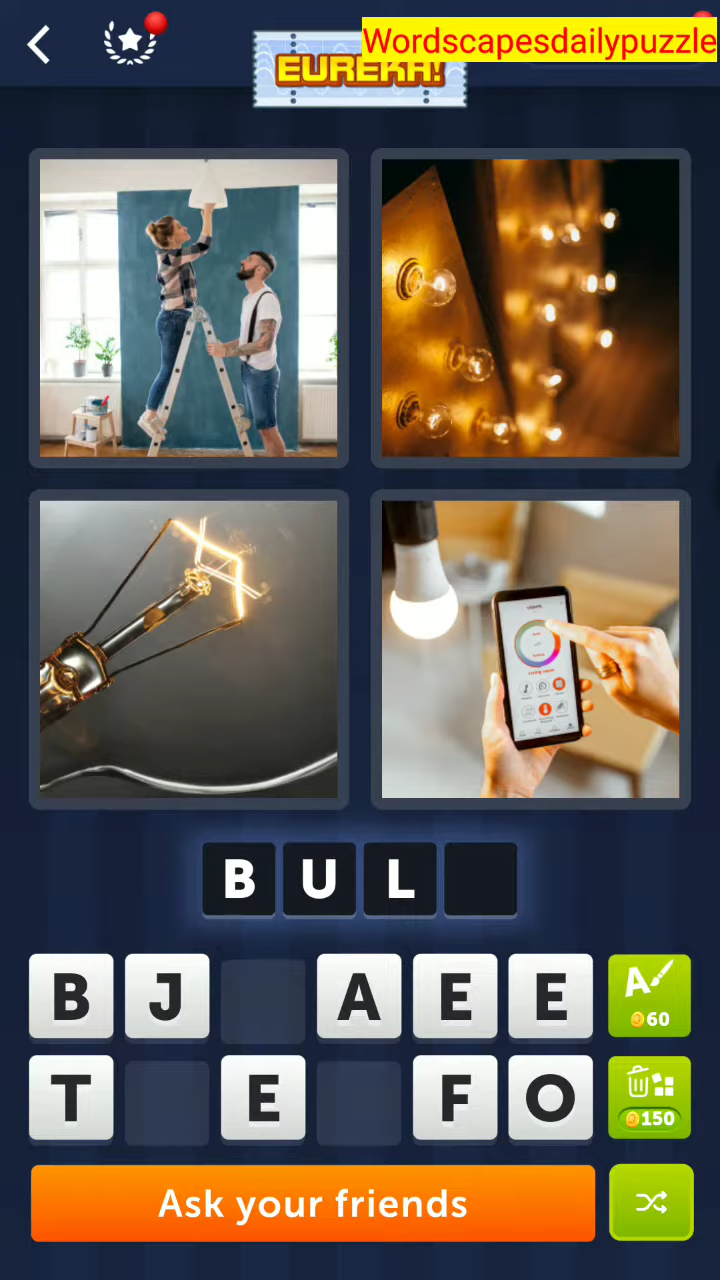 Wordscapesdailypuzzle
EUREKA!
B U L
B J A E E
A
60
T E F O
150
Ask your friends